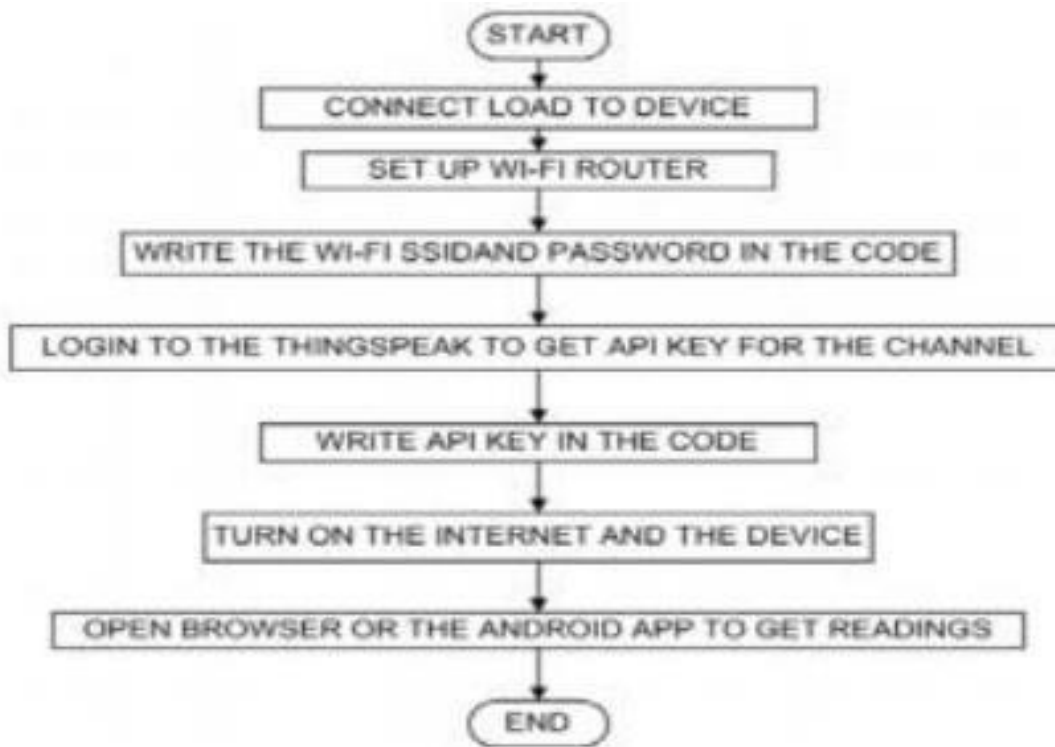 START
CONNECT LOAD TO DEVICE
SET UP WI-FI ROUTER
WRITE THE WI-FI SSIDAND PASSWORD IN THE CODE
LOGIN TO THE THINGSPEAK TO GET API KEY FOR THE CHANNEL
WRITE API KEY IN THE CODE
TURN ON THE INTERNET AND THE DEVICE
OPEN BROWSER OR THE ANDROID APP TO GET READINGS
END